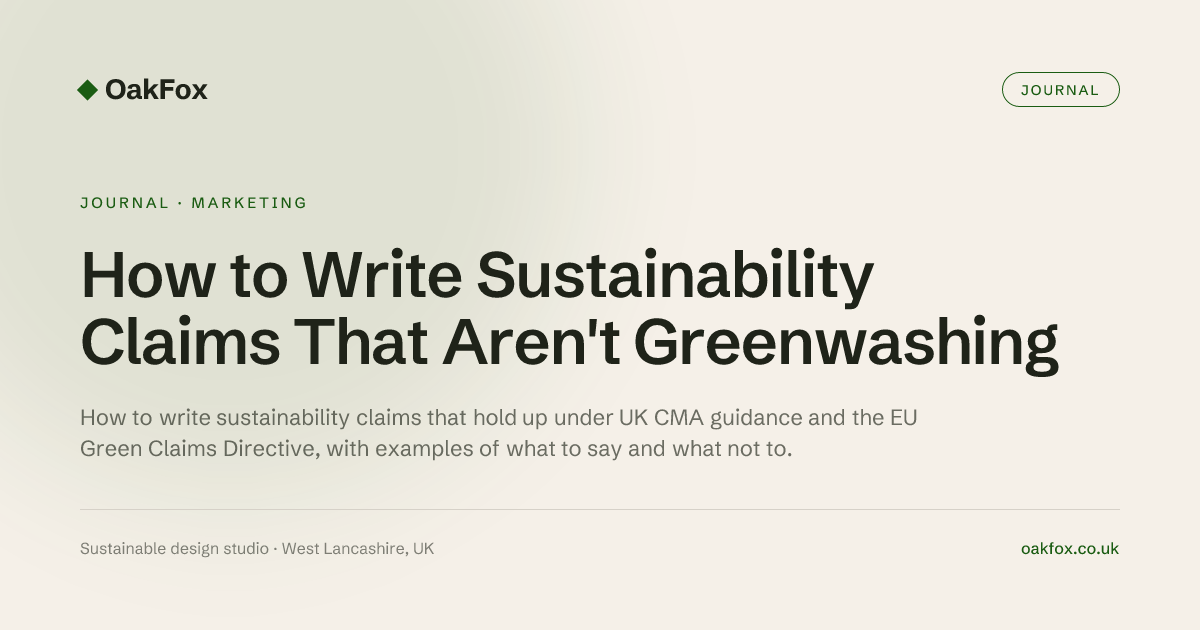 OakFox
JOURNAL
JOURNAL · MARKETING
How to Write Sustainability
Claims That Aren't Greenwashing
How to write sustainability claims that hold up under UK CMA guidance and the EU
Green Claims Directive, with examples of what to say and what not to.
Sustainable design studio · West Lancashire, UK
oakfox.co.uk